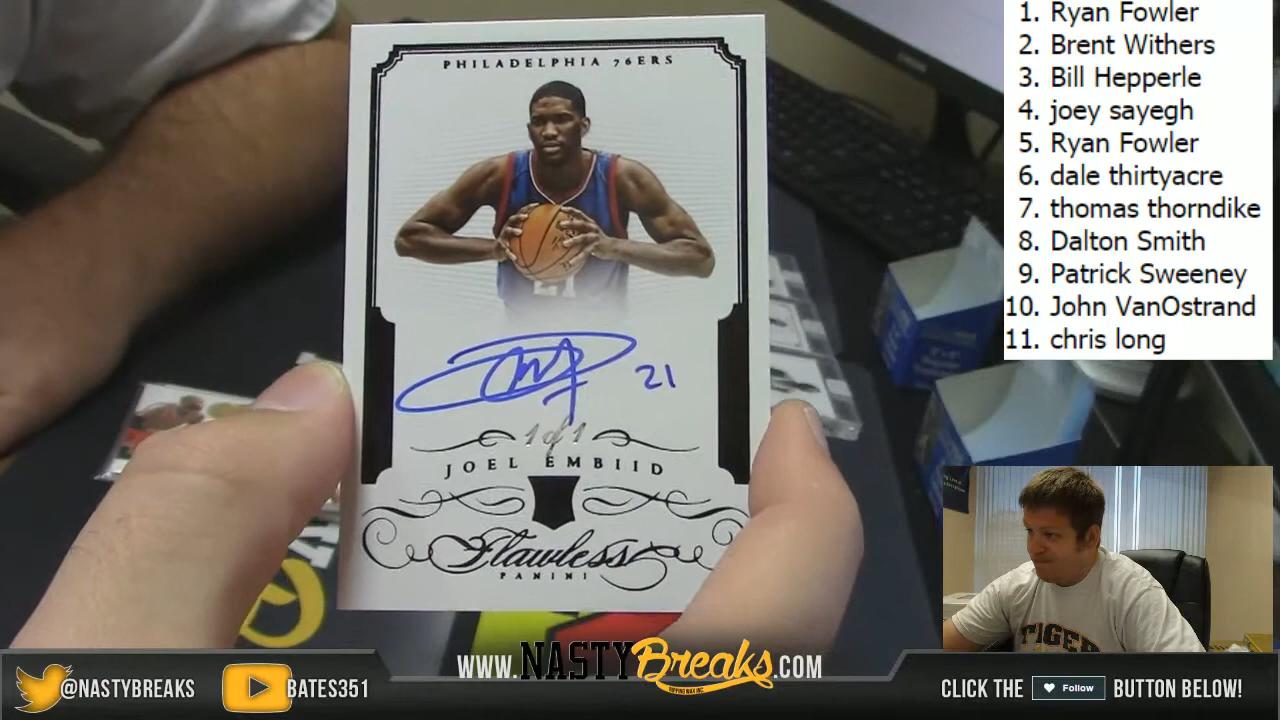 1. Ryan Fowler
2. Brent Withers
3. Bill Hepperle
4. joey sayegh
5. Ryan Fowler
6. dale thirtyacre
7. thomas thorndike
8. Dalton Smith
9. Patrick Sweeney
10. John VanOstrand
11. chris long
PHILADELPHIA 76ERS
21
1 of 1
JOEL EMBIID
Flawless
PANINI
TIGER
@NASTYBREAKS
BATES351
WWW.NASTYBreaks.COM
CLICK THE Follow BUTTON BELOW!